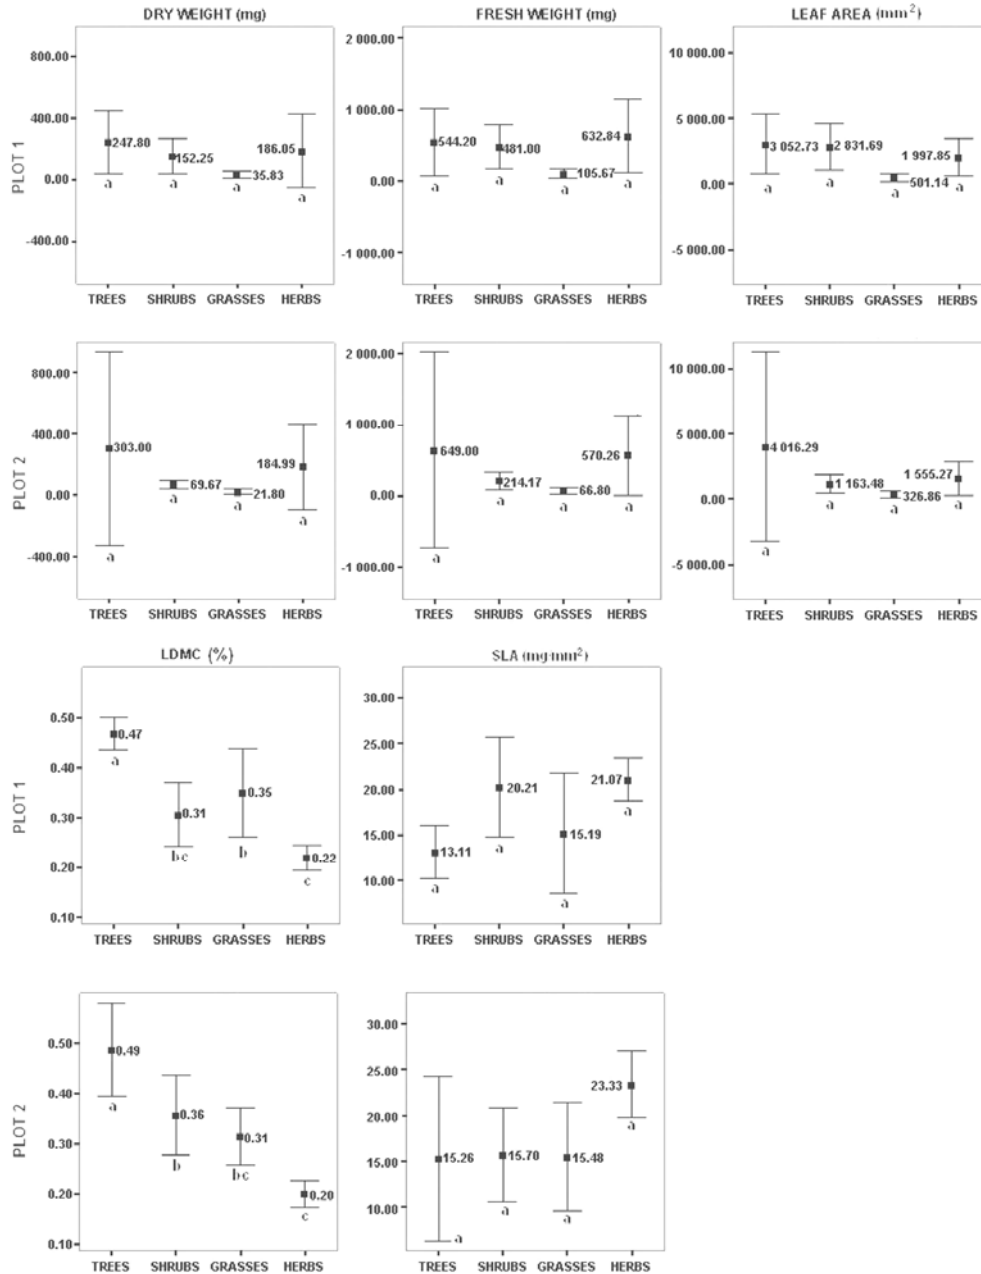 DRY WEIGHT (mg) FRESH WEIGHT (mg) LEAF AREA (mm²)
PLOT 1
800.00
400.00
0.00
-400.00
247.80 152.25 35.83 186.05
a a a a
TREES SHRUBS GRASSES HERBS
2 000.00
1 000.00
0.00
-1 000.00
544.20 481.00 105.67 632.84
a a a a
TREES SHRUBS GRASSES HERBS
10 000.00
5 000.00
0.00
-5 000.00
3 052.73 2 831.69 501.14 1 997.85
a a a a
TREES SHRUBS GRASSES HERBS
PLOT 2
800.00
400.00
0.00
-400.00
303.00 69.67 21.80 184.99
a a a a
TREES SHRUBS GRASSES HERBS
2 000.00
1 000.00
0.00
-1 000.00
649.00 214.17 66.80 570.26
a a a a
TREES SHRUBS GRASSES HERBS
10 000.00
5 000.00
0.00
-5 000.00
4 016.29 1 163.48 326.86 1 555.27
a a a a
TREES SHRUBS GRASSES HERBS
LDMC (%) SLA (mg·mm²)
PLOT 1
0.50
0.40
0.30
0.20
0.10
0.47 0.31 0.35 0.22
a bc b c
TREES SHRUBS GRASSES HERBS
30.00
25.00
20.00
15.00
10.00
13.11 20.21 15.19 21.07
a a a a
TREES SHRUBS GRASSES HERBS
PLOT 2
0.50
0.40
0.30
0.20
0.10
0.49 0.36 0.31 0.20
a b bc c
TREES SHRUBS GRASSES HERBS
30.00
25.00
20.00
15.00
10.00
15.26 15.70 15.48 23.33
a a a a
TREES SHRUBS GRASSES HERBS